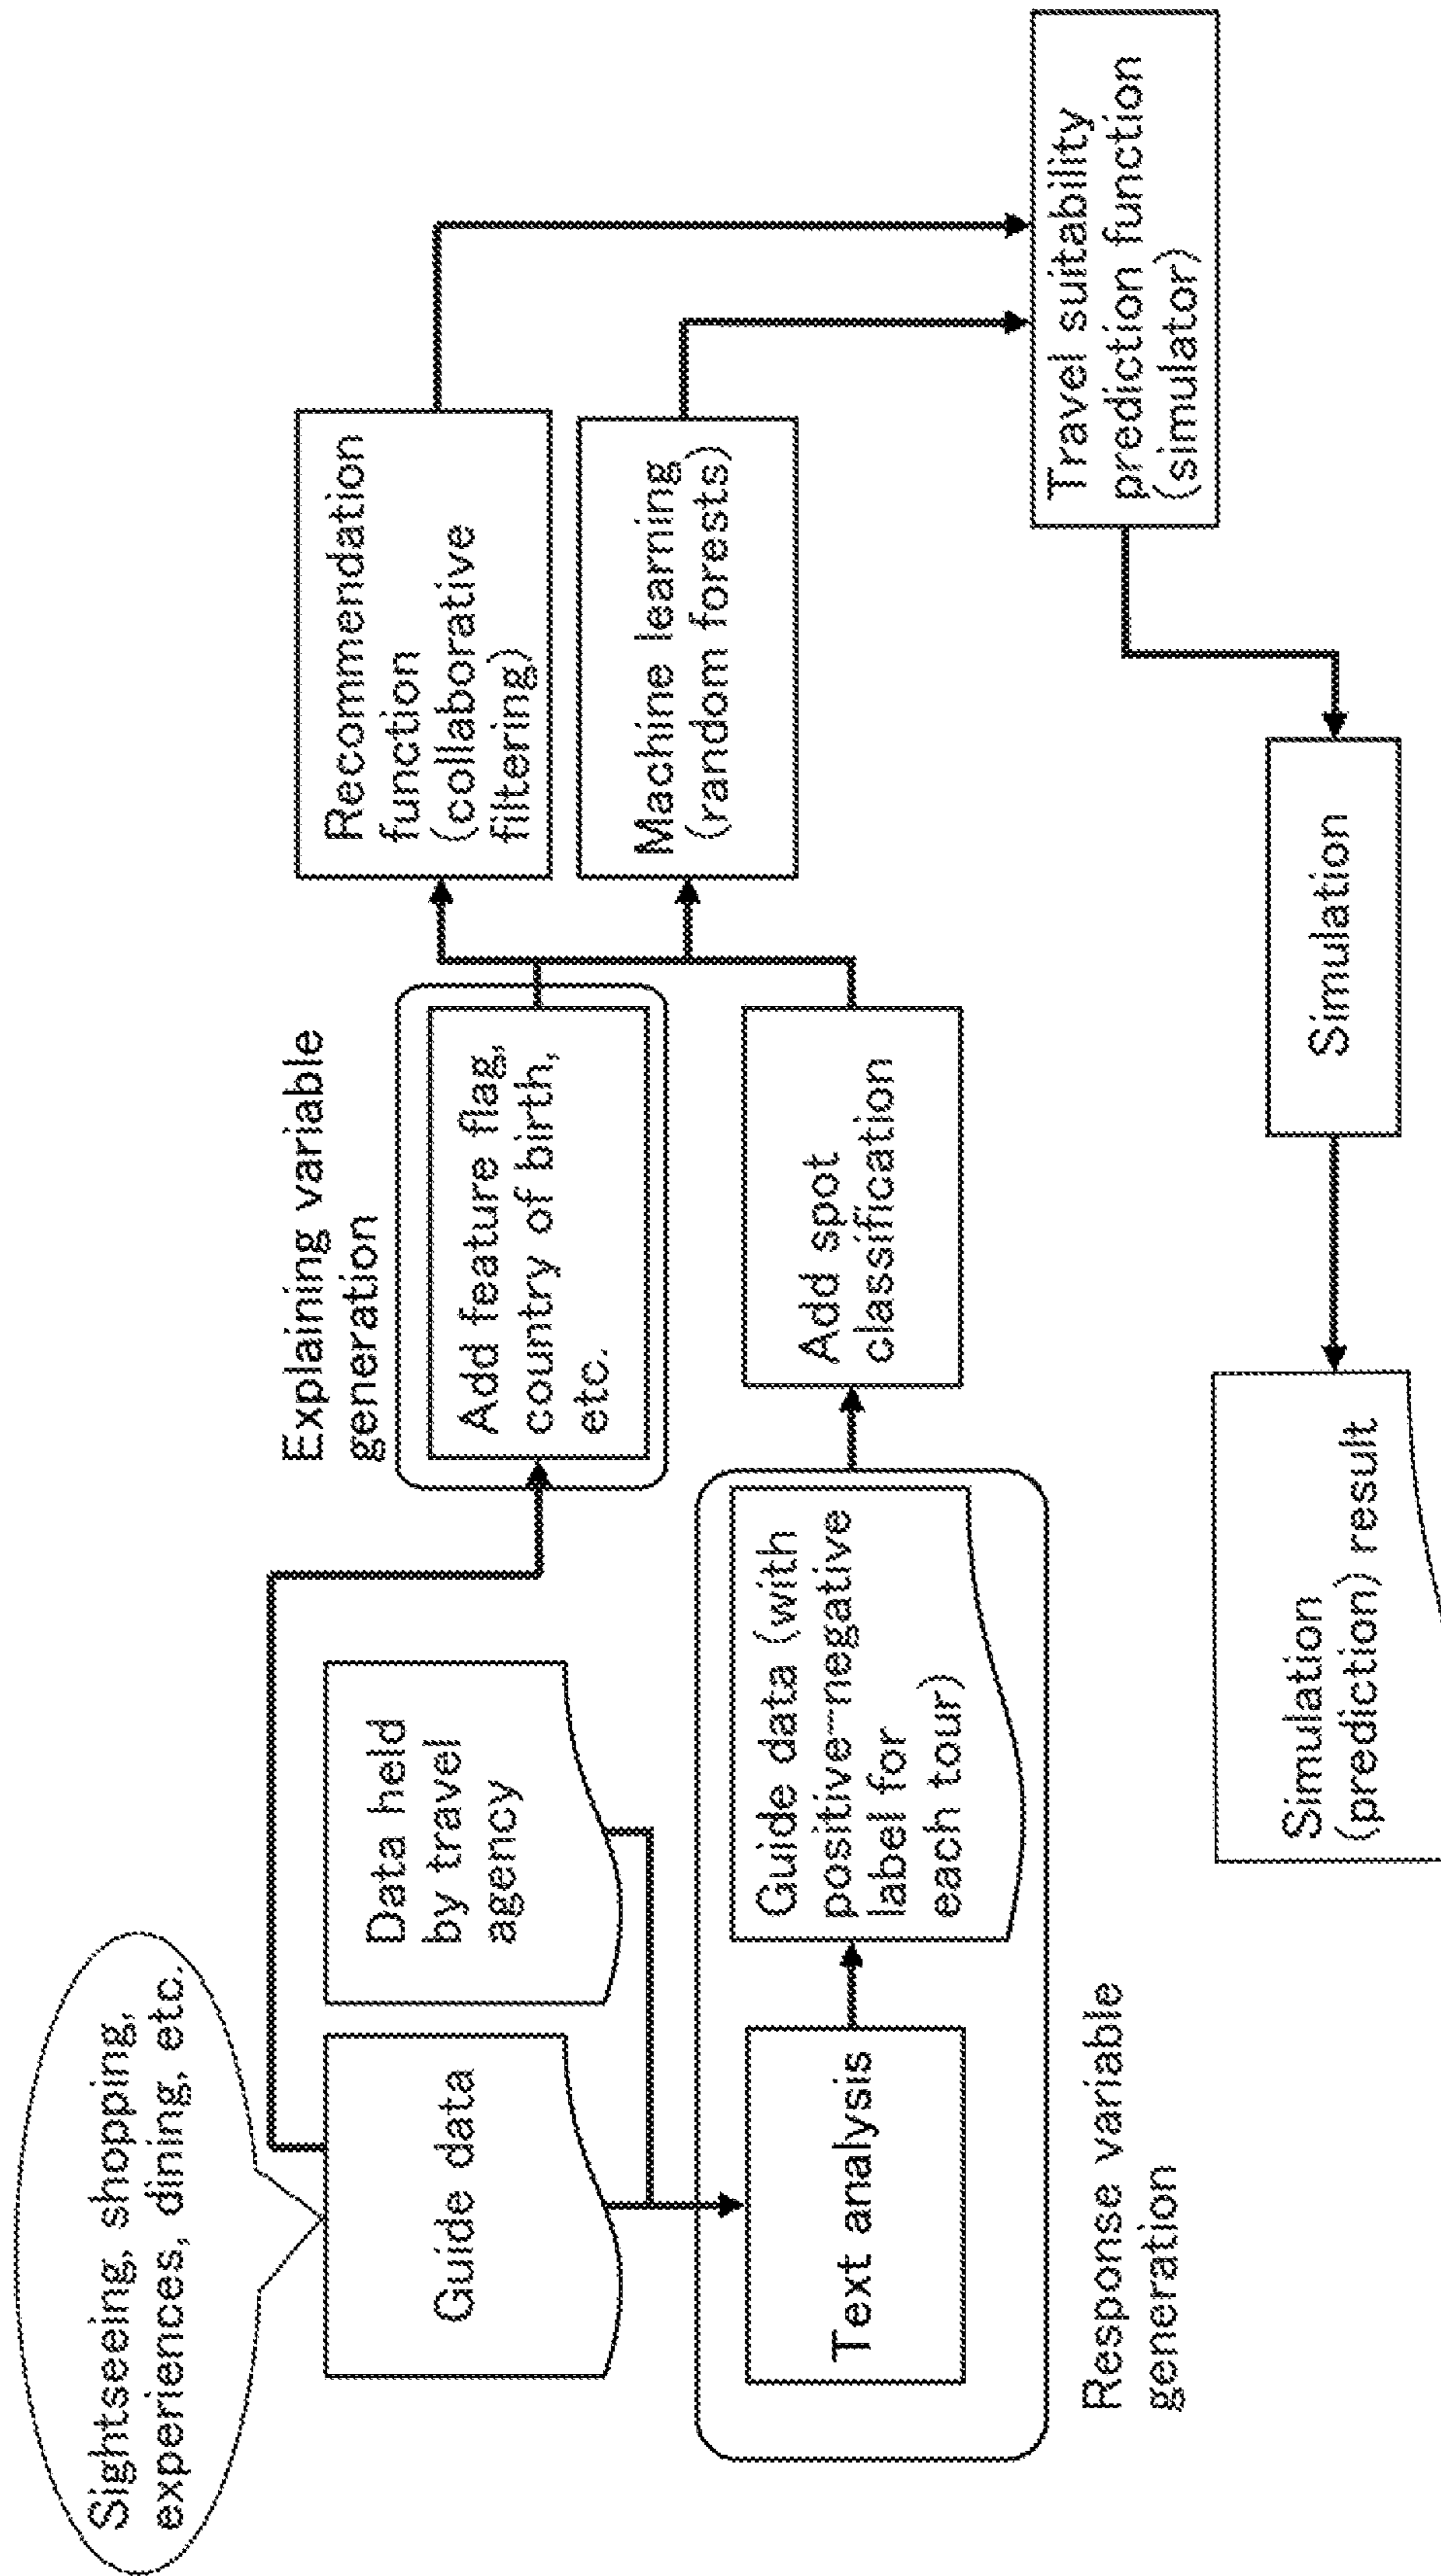 Sightseeing, shopping,
experiences, dining, etc.
Guide data
Data held
by travel
agency
Explaining variable
generation
Add feature flag,
country of birth,
etc.
Recommendation
function
(collaborative
filtering)
Machine learning
(random forests)
Text analysis
Guide data (with
positive-negative
label for
each tour)
Response variable
generation
Add spot
classification
Travel suitability
prediction function
(simulator)
Simulation
Simulation
(prediction) result